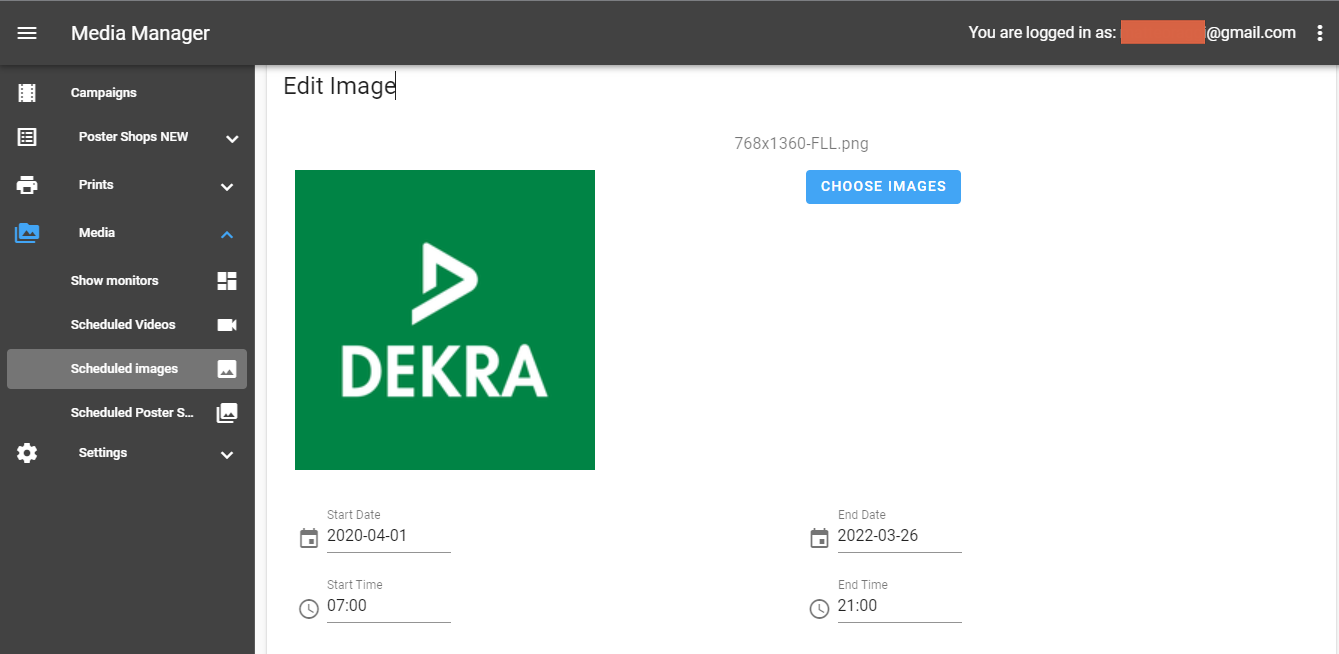 Media Manager
You are logged in as: @gmail.com
Campaigns
Poster Shops NEW
Prints
Media
Show monitors
Scheduled Videos
Scheduled images
Scheduled Poster S...
Settings
Edit Image
768x1360-FLL.png
CHOOSE IMAGES
DEKRA
Start Date
2020-04-01
End Date
2022-03-26
Start Time
07:00
End Time
21:00